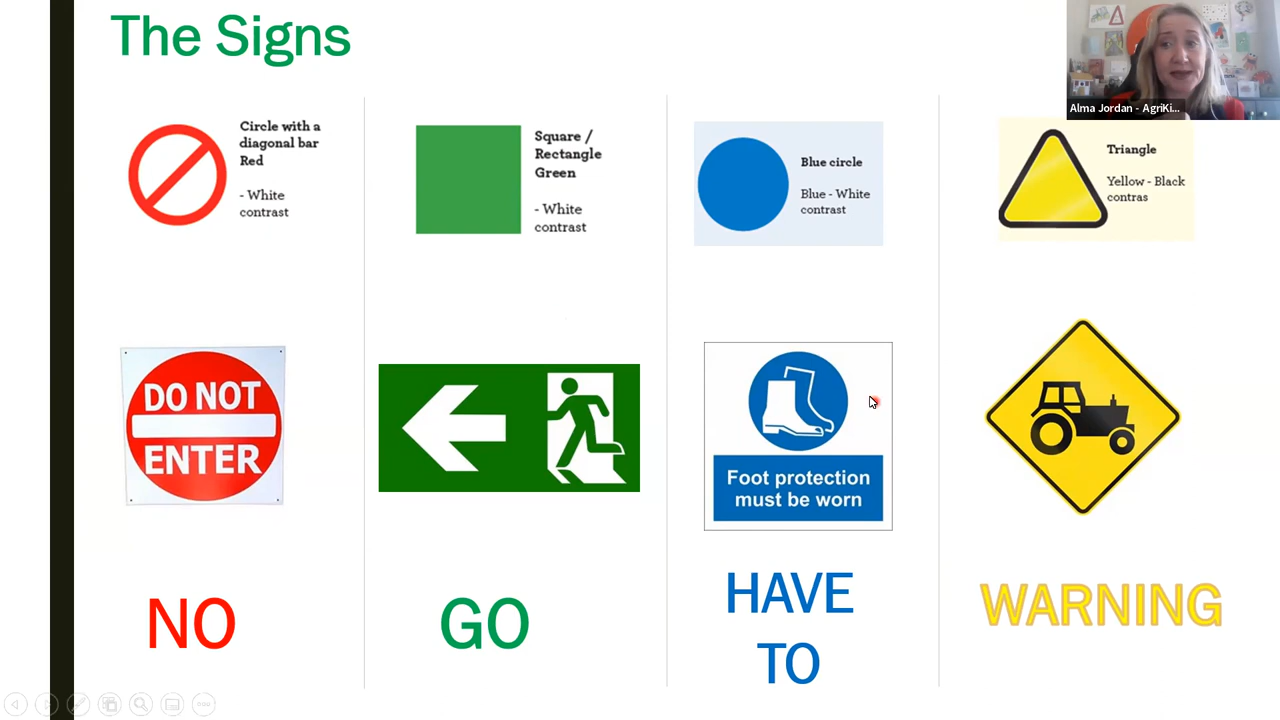 The Signs
Alma Jordan - AgriKi...
Circle with a
diagonal bar
Red
- White
contrast
Square /
Rectangle
Green
- White
contrast
Blue circle
Blue - White
contrast
Triangle
Yellow - Black
contras
DO NOT
ENTER
Foot protection
must be worn
NO
GO
HAVE
TO
WARNING